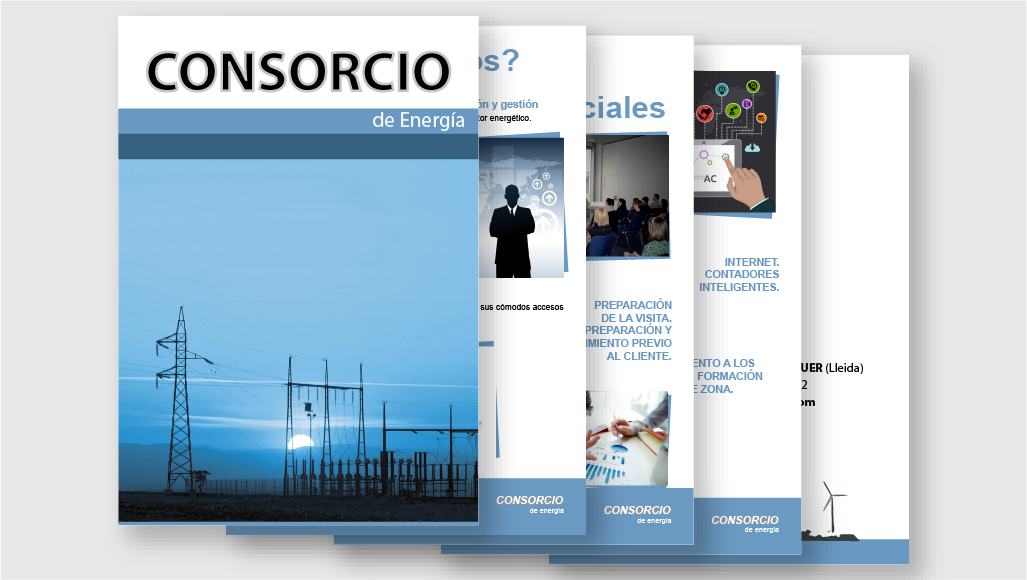 CONSORCIO
de Energía
os?
ón y gestión
tor energético.
sus cómodos accesos
CONSORCIO
de energía
ciales
PREPARACIÓN
DE LA VISITA.
PREPARACIÓN Y
IMIENTO PREVIO
AL CLIENTE.
CONSORCIO
de energía
AC
INTERNET.
CONTADORES
INTELIGENTES.
ENTO A LOS
FORMACIÓN
E ZONA.
CONSORCIO
de energía
UER (Lleida)
2
om